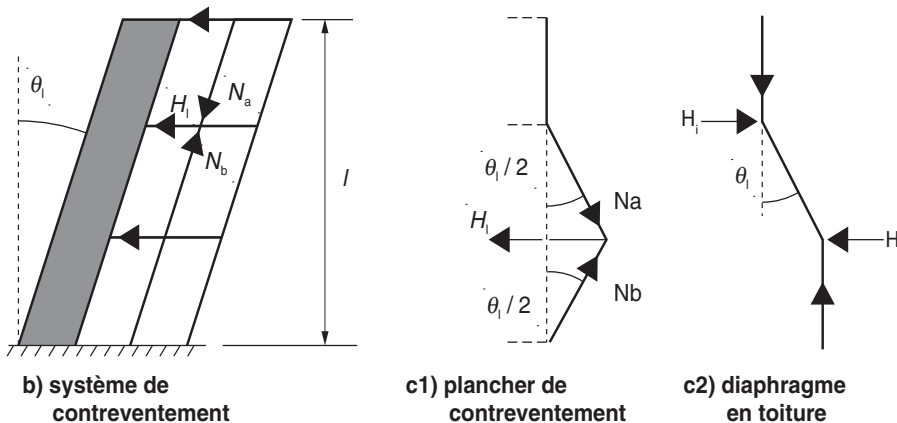 θl
Hl
Na
Nb
l
b) système de
contreventement
θl / 2
Na
Hl
Nb
θl / 2
c1) plancher de
contreventement
Hi
θl
H
c2) diaphragme
en toiture